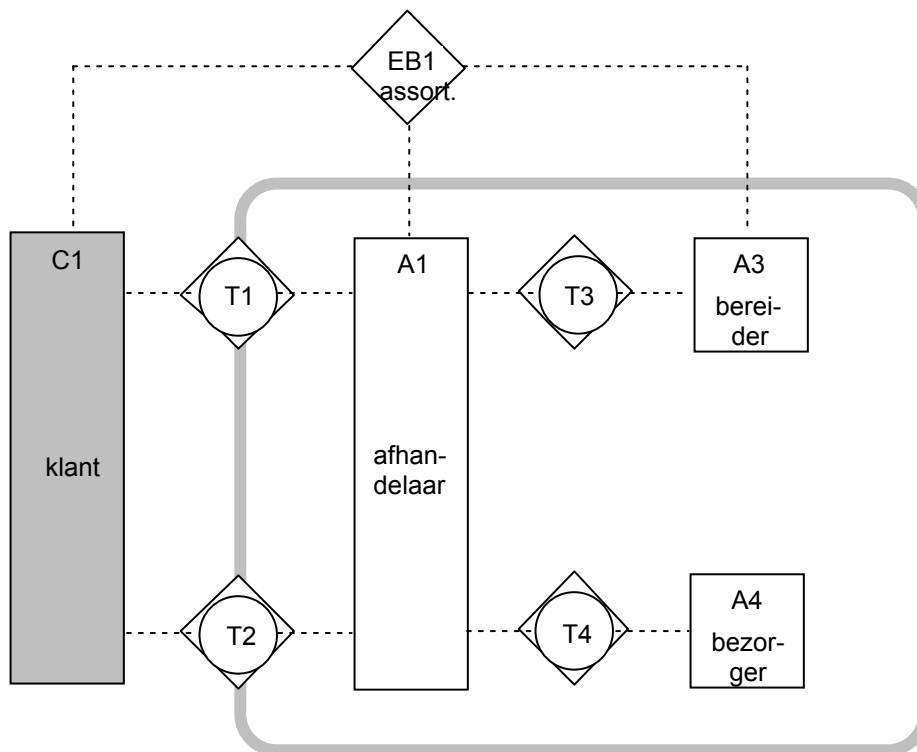 EB1
assort.
C1
klant
T1
A1
afhan-
delaar
T3
A3
berei-
der
T2
T4
A4
bezor-
ger